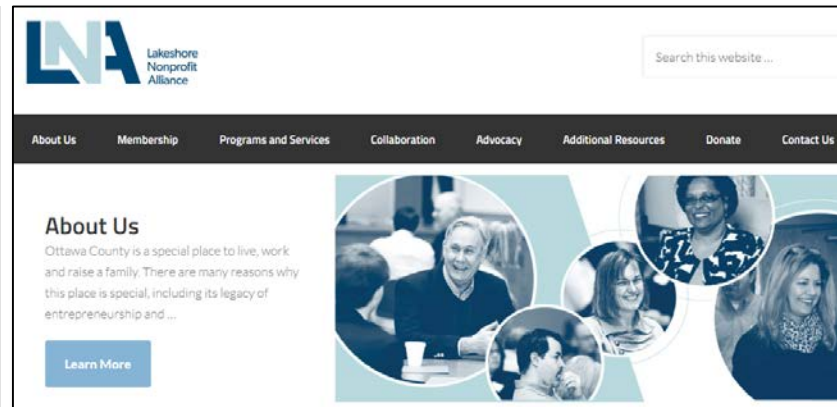 LNA
Lakeshore
Nonprofit
Alliance
Search this website ...
About Us Membership Programs and Services Collaboration Advocacy Additional Resources Donate Contact Us
About Us
Ottawa County is a special place to live, work
and raise a family. There are many reasons why
this place is special, including its legacy of
entrepreneurship and ...
Learn More